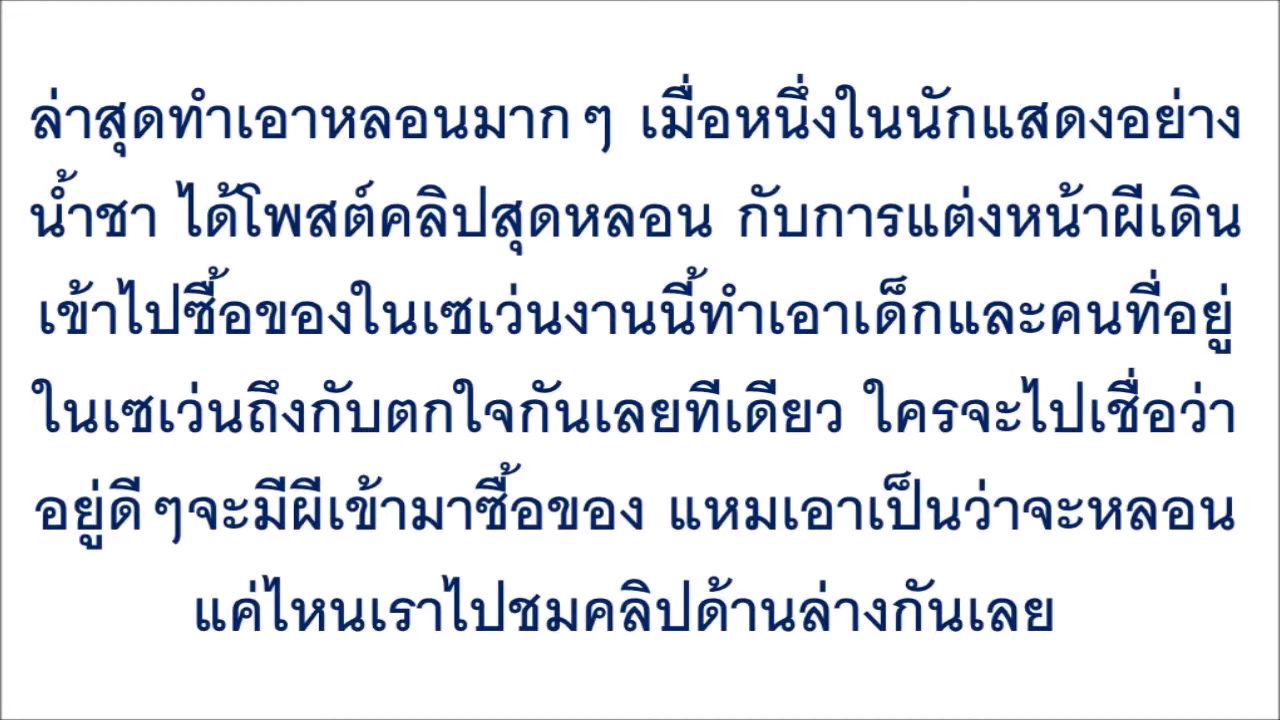 ล่าสุดทำเอาหลอนมาก ๆ เมื่อหนึ่งในนักแสดงอย่าง
น้ำชา ได้โพสต์คลิปสุดหลอน กับการแต่งหน้าผีเดิน
เข้าไปซื้อของในเซเว่นงานนี้ทำเอาเด็กและคนที่อยู่
ในเซเว่นถึงกับตกใจกันเลยทีเดียว ใครจะไปเชื่อว่า
อยู่ดี ๆจะมีผีเข้ามาซื้อของ แหมเอาเป็นว่าจะหลอน
แค่ไหนเราไปชมคลิปด้านล่างกันเลย